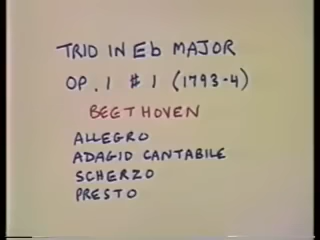 TRIO IN Eb MAJOR
OP. 1 # 1 (1793-4)
BEETHOVEN
ALLEGRO
ADAGIO CANTABILE
SCHERZO
PRESTO